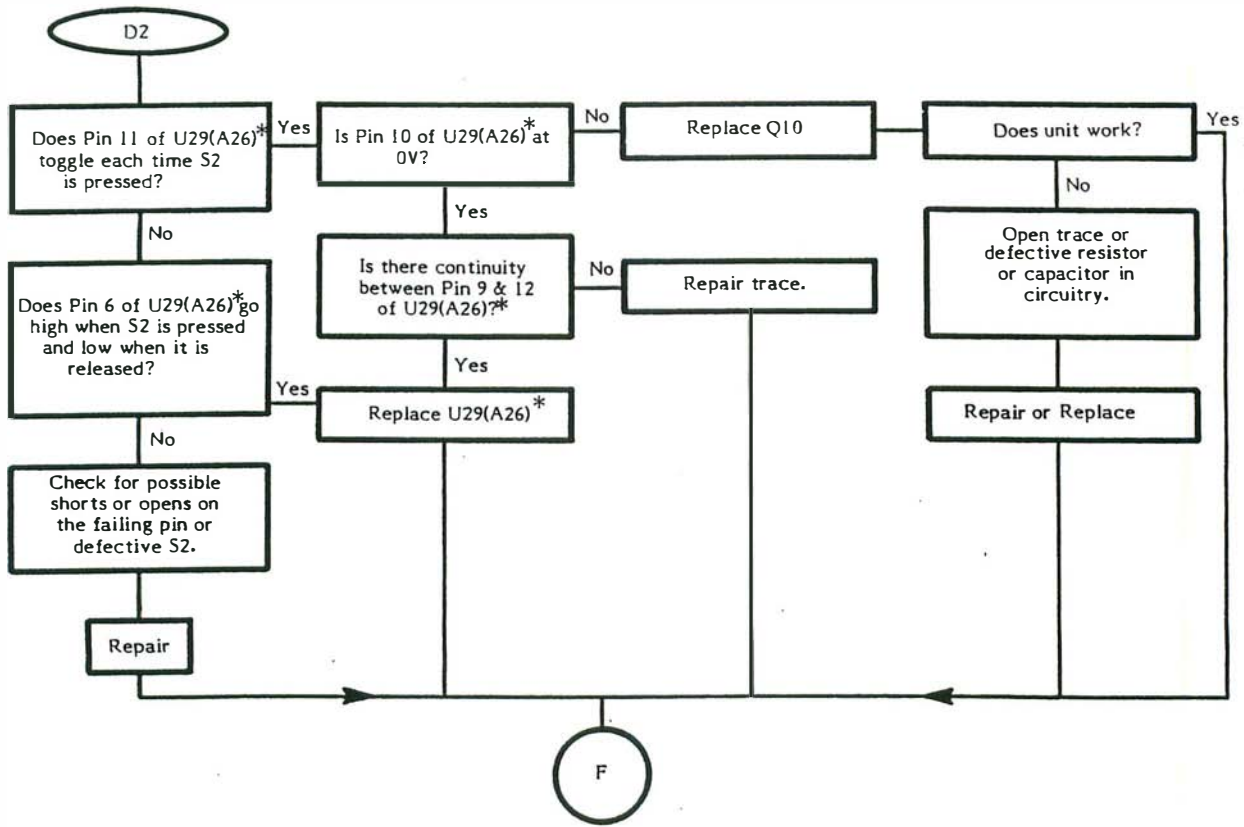 D2
Does Pin 11 of U29(A26)*
toggle each time S2
is pressed?
Yes
Is Pin 10 of U29(A26)* at
0V?
No
Replace Q10
Does unit work?
Yes
No
Yes
No
Open trace or
defective resistor
or capacitor in
circuitry.
Is there continuity
between Pin 9 & 12
of U29(A26)?*
No
Repair trace.
Does Pin 6 of U29(A26)*go
high when S2 is pressed
and low when it is
released?
Yes
Yes
Replace U29(A26)*
Repair or Replace
No
Check for possible
shorts or opens on
the failing pin or
defective S2.
Repair
F